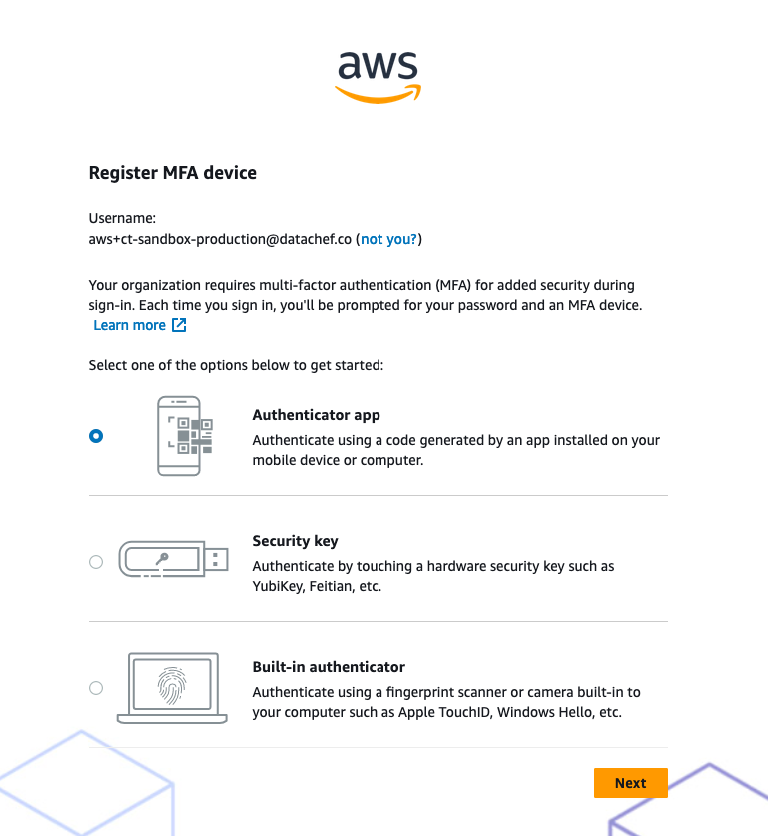 aws
Register MFA device
Username:
aws+ct-sandbox-production@datachef.co (not you?)
Your organization requires multi-factor authentication (MFA) for added security during
sign-in. Each time you sign in, you'll be prompted for your password and an MFA device.
Learn more
Select one of the options below to get started:
Authenticator app
Authenticate using a code generated by an app installed on your
mobile device or computer.
Security key
Authenticate by touching a hardware security key such as
YubiKey, Feitian, etc.
Built-in authenticator
Authenticate using a fingerprint scanner or camera built-in to
your computer such as Apple TouchID, Windows Hello, etc.
Next